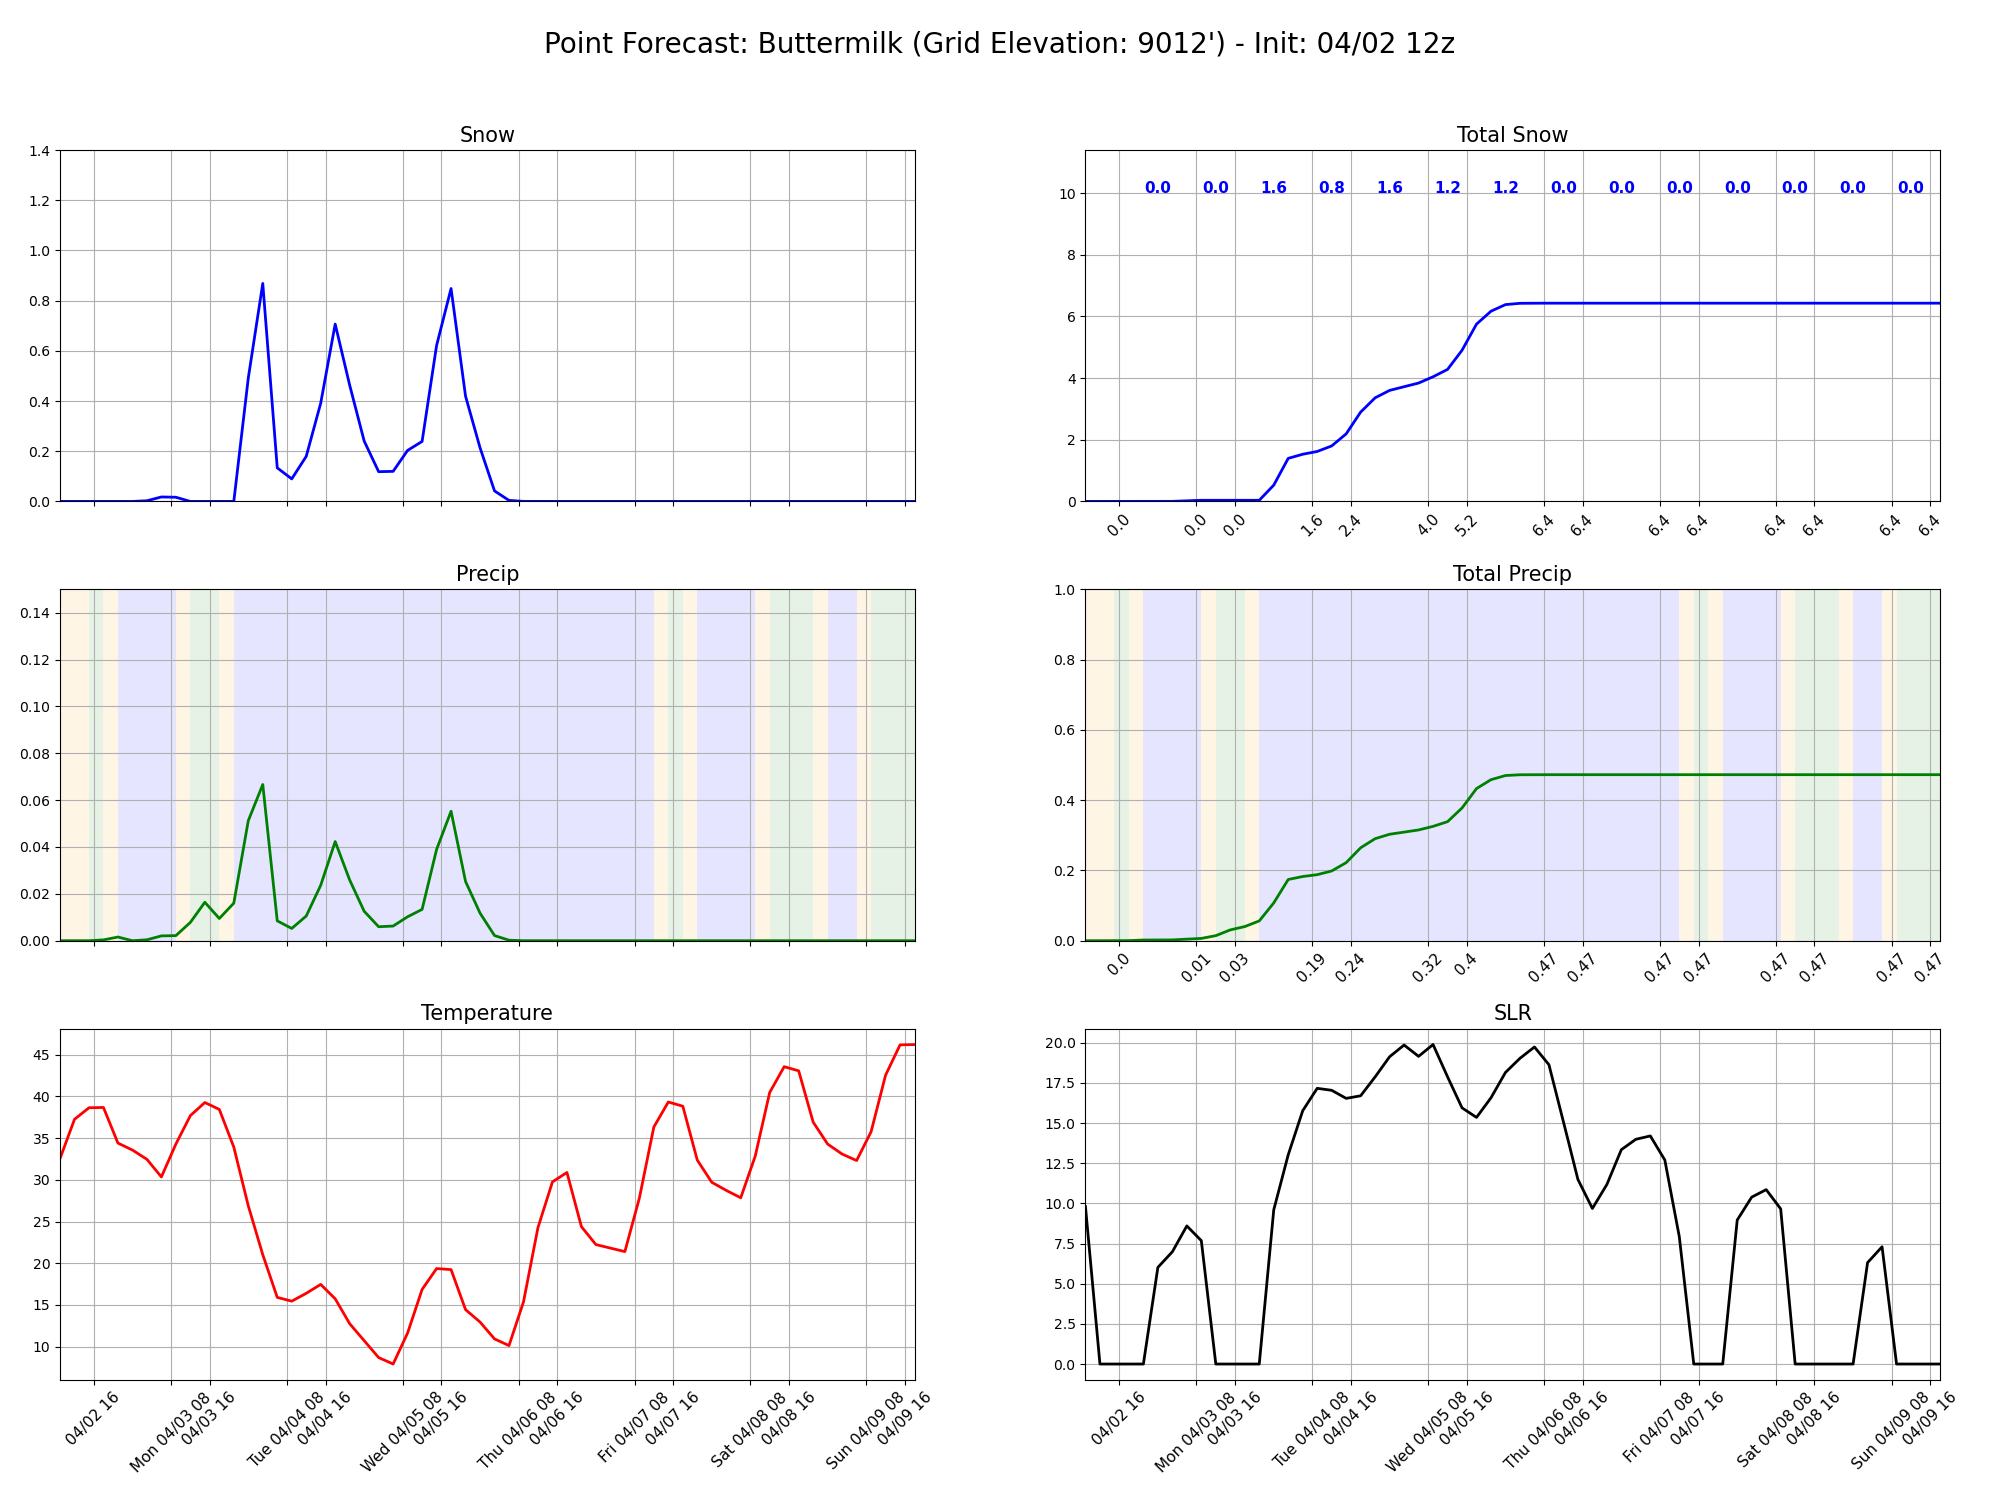 Point Forecast: Buttermilk (Grid Elevation: 9012') - Init: 04/02 12z
Snow
1.4
1.2
1.0
0.8
0.6
0.4
0.2
0.0
Total Snow
10
8
6
4
2
0
0.0 0.0 1.6 0.8 1.6 1.2 1.2 0.0 0.0 0.0 0.0 0.0 0.0 0.0
0.0 0.0 0.0 1.6 2.4 4.0 5.2 6.4 6.4 6.4 6.4 6.4 6.4 6.4 6.4
Precip
0.14
0.12
0.10
0.08
0.06
0.04
0.02
0.00
Total Precip
1.0
0.8
0.6
0.4
0.2
0.0
0.0 0.01 0.03 0.19 0.24 0.32 0.4 0.47 0.47 0.47 0.47 0.47 0.47 0.47 0.47
Temperature
45
40
35
30
25
20
15
10
04/02 16
Mon 04/03 08
04/03 16
Tue 04/04 08
04/04 16
Wed 04/05 08
04/05 16
Thu 04/06 08
04/06 16
Fri 04/07 08
04/07 16
Sat 04/08 08
04/08 16
Sun 04/09 08
04/09 16
SLR
20.0
17.5
15.0
12.5
10.0
7.5
5.0
2.5
0.0
04/02 16
Mon 04/03 08
04/03 16
Tue 04/04 08
04/04 16
Wed 04/05 08
04/05 16
Thu 04/06 08
04/06 16
Fri 04/07 08
04/07 16
Sat 04/08 08
04/08 16
Sun 04/09 08
04/09 16